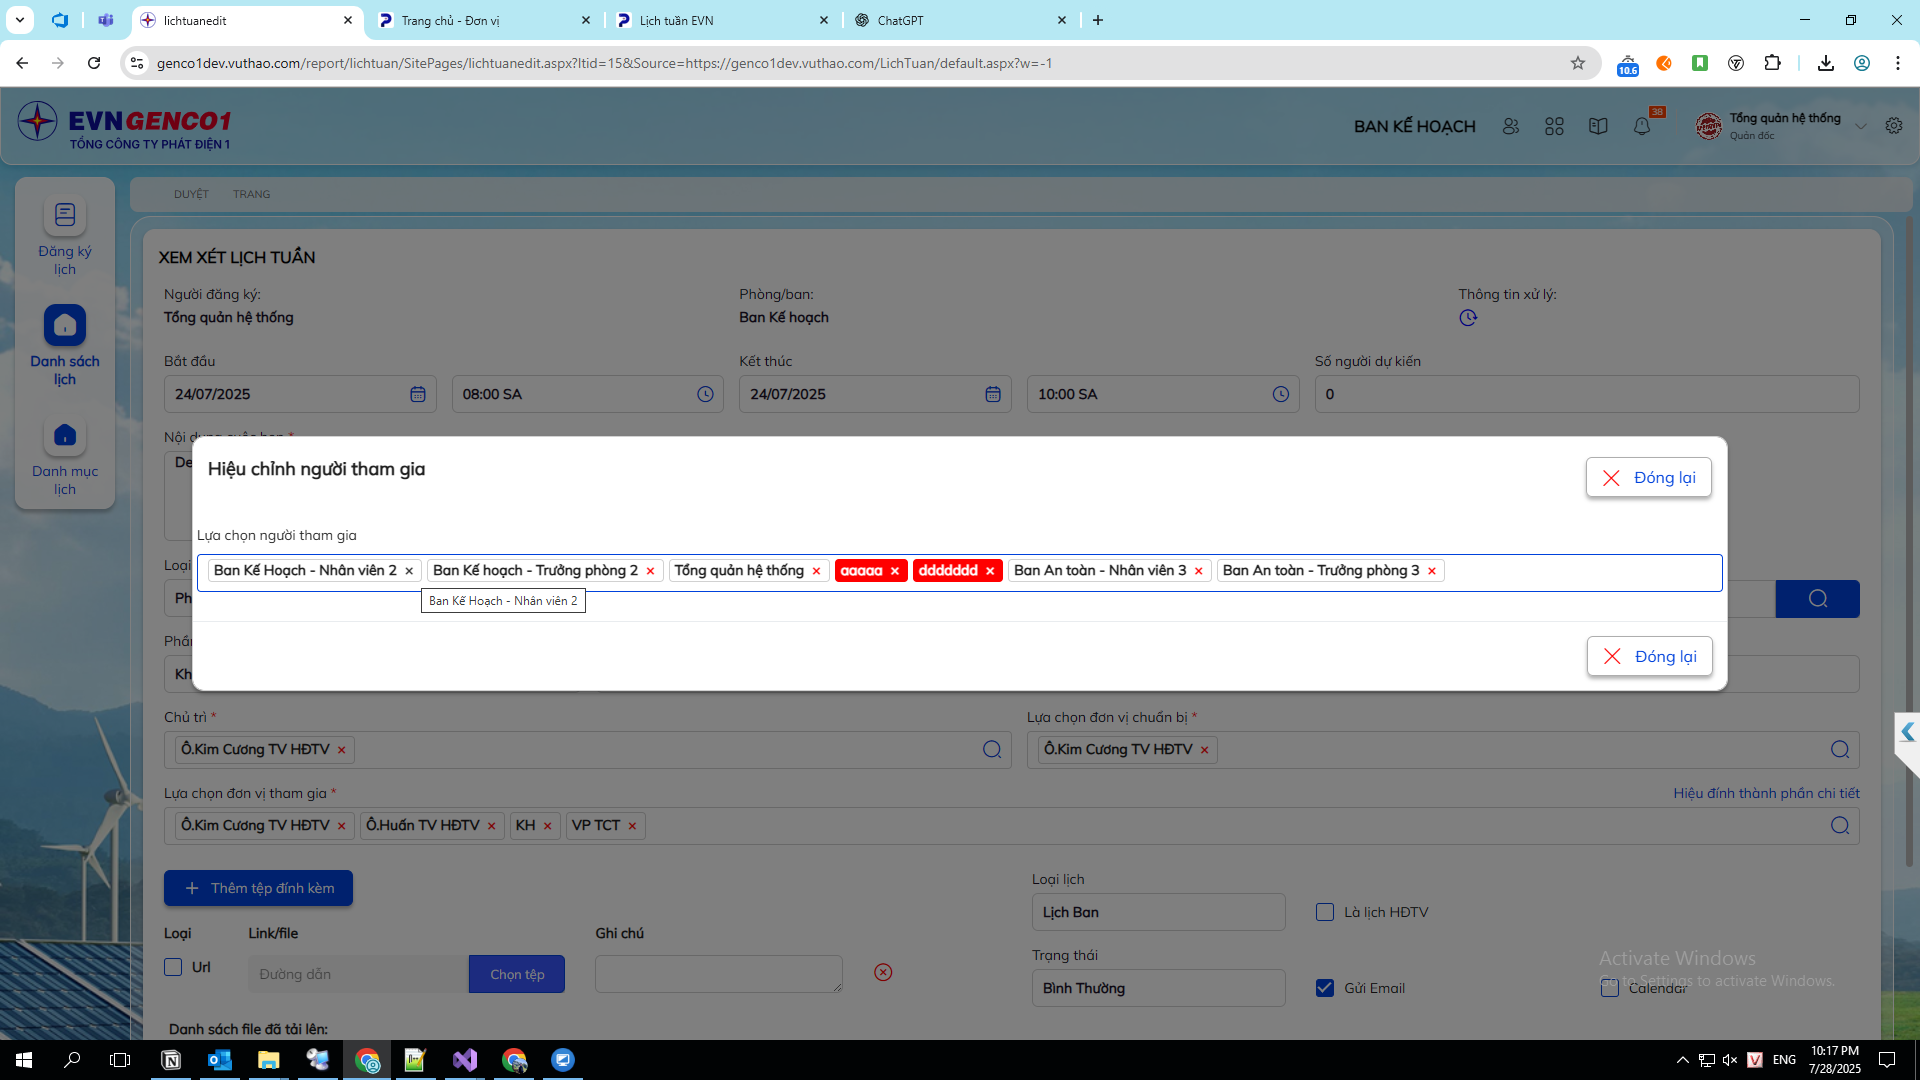 lichtuanedit
Trang chủ - Đơn vị
Lịch tuần EVN
ChatGPT
genco1dev.vuthao.com/report/lichtuan/SitePages/lichtuanedit.aspx?ltid=15&Source=https://genco1dev.vuthao.com/LichTuan/default.aspx?w=-1
10.6
EVNGENCO1
TỔNG CÔNG TY PHÁT ĐIỆN 1
BAN KẾ HOẠCH
38
Tổng quản hệ thống
Quản đốc
DUYỆT TRANG
Đăng ký
lịch
Danh sách
lịch
Danh mục
lịch
XEM XÉT LỊCH TUẦN
Người đăng ký: Phòng/ban: Thông tin xử lý:
Tổng quản hệ thống Ban Kế hoạch
Bắt đầu Kết thúc Số người dự kiến
24/07/2025 08:00 SA 24/07/2025 10:00 SA 0
Nội dung cuộc họp *
De
Loại
Ph
Phần
Kh
Hiệu chỉnh người tham gia
Đóng lại
Lựa chọn người tham gia
Ban Kế Hoạch - Nhân viên 2 × Ban Kế hoạch - Trưởng phòng 2 × Tổng quản hệ thống × aaaaa × ddddddd × Ban An toàn - Nhân viên 3 × Ban An toàn - Trưởng phòng 3 ×
Ban Kế Hoạch - Nhân viên 2
Đóng lại
Chủ trì * Lựa chọn đơn vị chuẩn bị *
Ô.Kim Cương TV HĐTV × Ô.Kim Cương TV HĐTV ×
Lựa chọn đơn vị tham gia * Hiệu đính thành phần chi tiết
Ô.Kim Cương TV HĐTV × Ô.Huấn TV HĐTV × KH × VP TCT ×
+ Thêm tệp đính kèm
Loại Link/file Ghi chú
Url Đường dẫn Chọn tệp
Loại lịch
Lịch Ban Là lịch HĐTV
Trạng thái
Bình Thường Gửi Email Calendar
Activate Windows
Go to Settings to activate Windows.
Danh sách file đã tải lên:
ENG
10:17 PM
7/28/2025